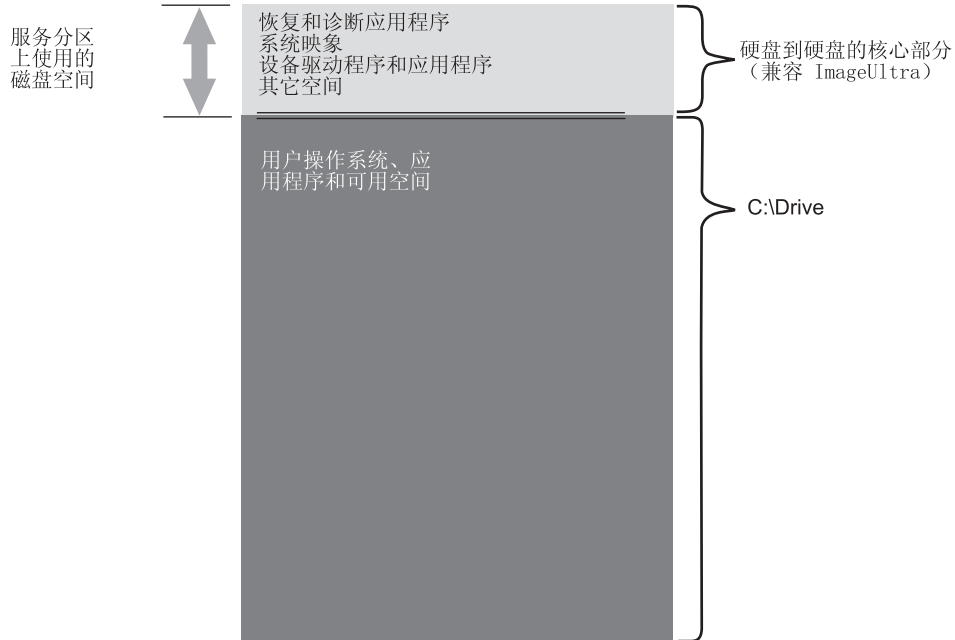 服务分区
上使用的
磁盘空间
恢复和诊断应用程序
系统映象
设备驱动程序和应用程序
其它空间
硬盘到硬盘的核心部分
（兼容 ImageUltra）
用户操作系统、应
用程序和可用空间
C:\Drive